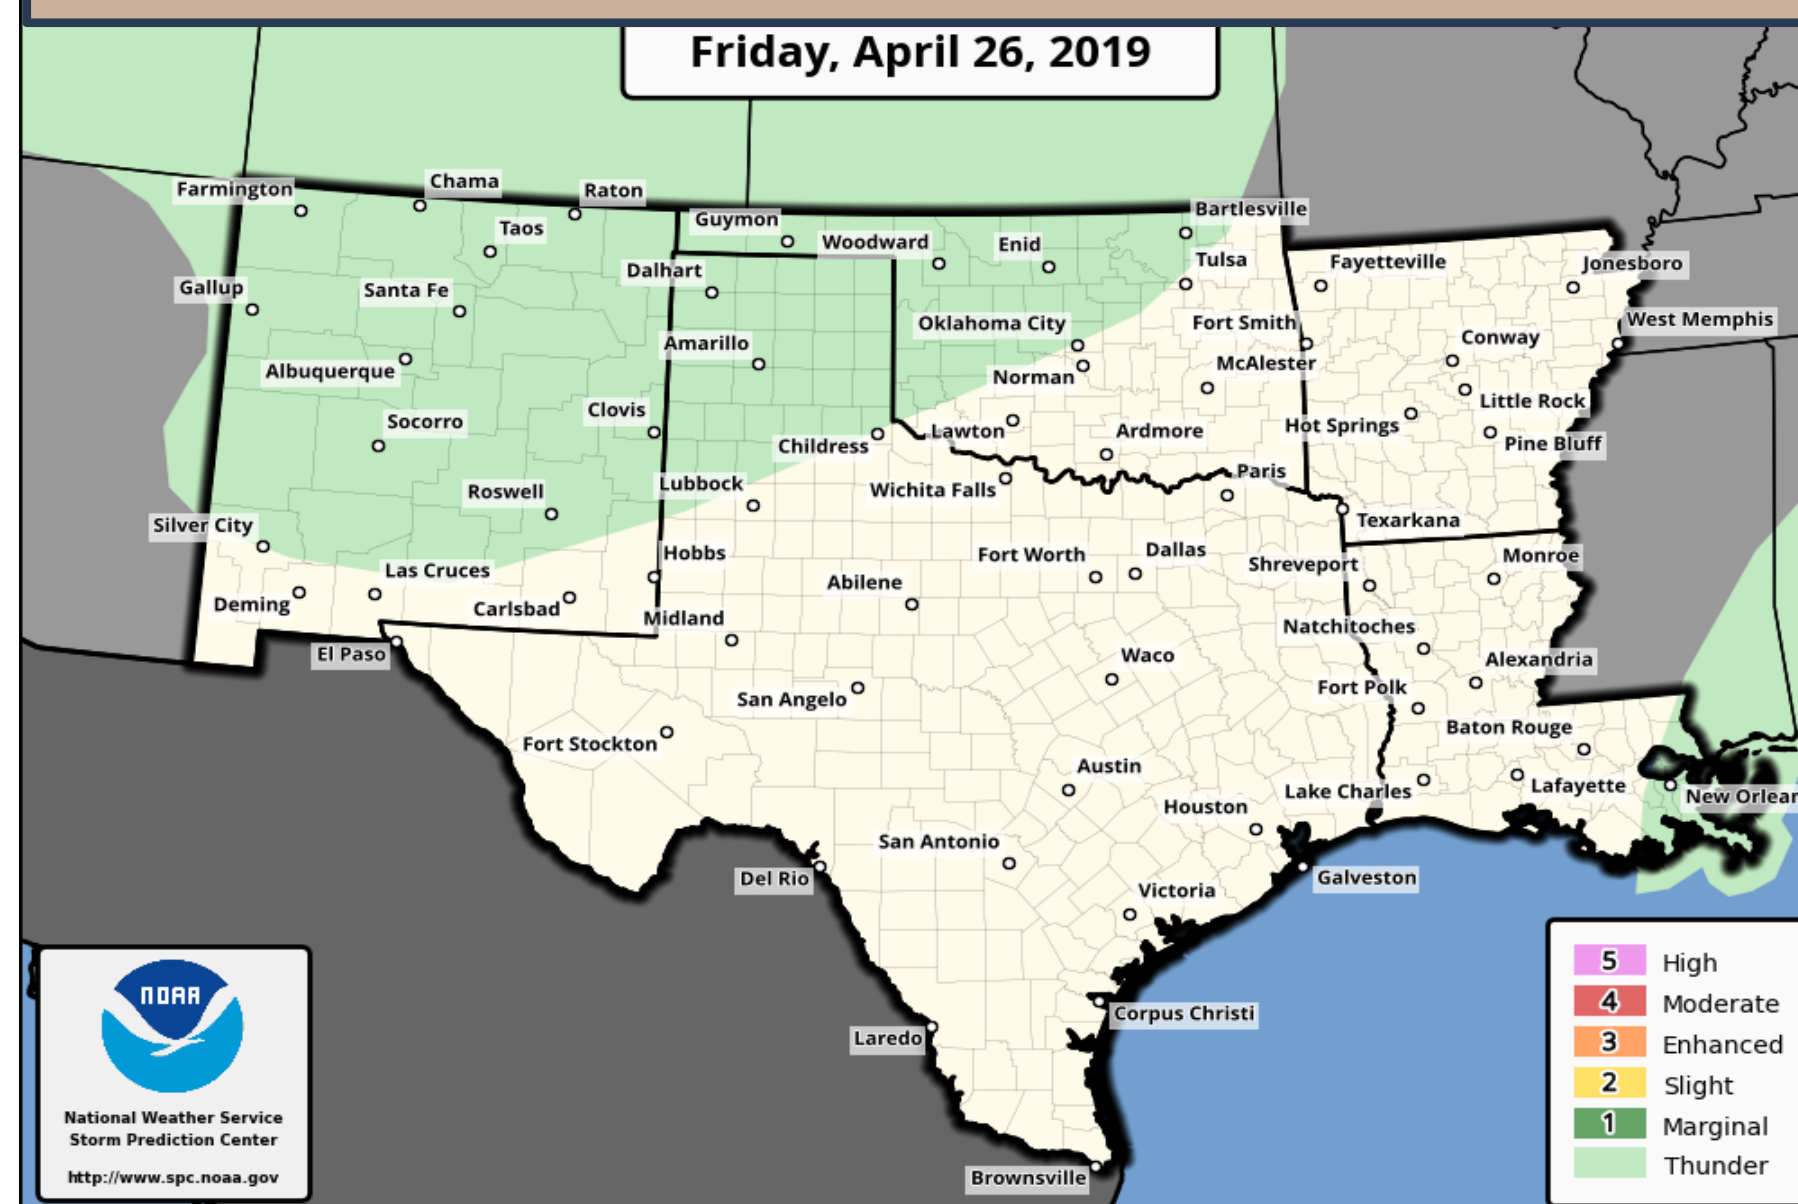 Friday, April 26, 2019
Farmington
Chama
Raton
Taos
Guymon
Woodward
Enid
Bartlesville
Gallup
Santa Fe
Dalhart
Tulsa
Fayetteville
Jonesboro
Albuquerque
Amarillo
Oklahoma City
Fort Smith
West Memphis
Norman
McAlester
Conway
Socorro
Clovis
Childress
Lawton
Ardmore
Hot Springs
Little Rock
Pine Bluff
Roswell
Lubbock
Wichita Falls
Paris
Silver City
Texarkana
Las Cruces
Hobbs
Fort Worth
Dallas
Shreveport
Monroe
Deming
Carlsbad
Midland
Abilene
Natchitoches
El Paso
Waco
Alexandria
San Angelo
Fort Polk
Fort Stockton
Baton Rouge
Austin
Lake Charles
Lafayette
New Orlean
Houston
San Antonio
Del Rio
Galveston
Victoria
Corpus Christi
Laredo
Brownsville
NOAA
National Weather Service
Storm Prediction Center
http://www.spc.noaa.gov
5 High
4 Moderate
3 Enhanced
2 Slight
1 Marginal
Thunder